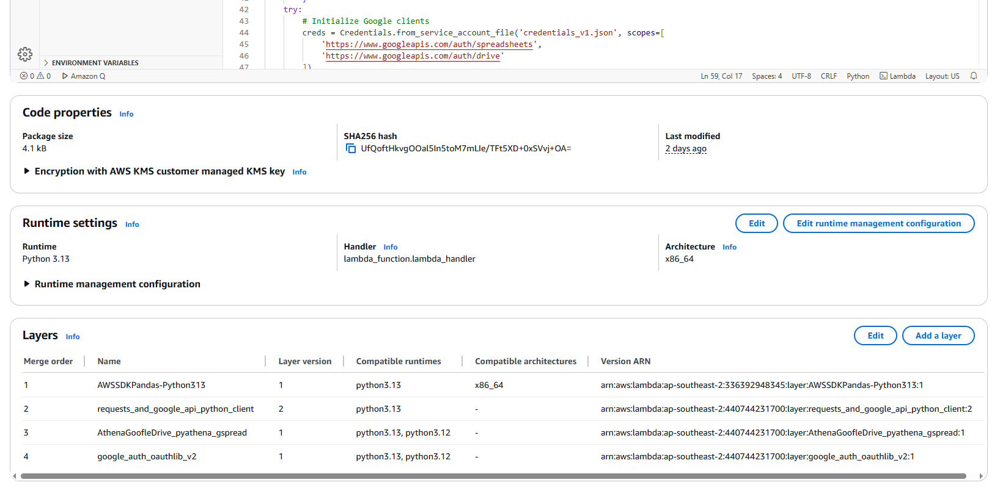 42 try:
43 # Initialize Google clients
44 creds = Credentials.from_service_account_file('credentials_v1.json', scopes=[
45 'https://www.googleapis.com/auth/spreadsheets',
46 'https://www.googleapis.com/auth/drive'
47 ])
ENVIRONMENT VARIABLES
0 0 Amazon Q Ln 59, Col 17 Spaces: 4 UTF-8 CRLF Python Lambda Layout: US
Code properties Info
Package size SHA256 hash Last modified
4.1 kB UfQoftHkvgOOal5In5toM7mLIe/TFt5XD+0xSVvj+OA= 2 days ago
Encryption with AWS KMS customer managed KMS key Info
Runtime settings Info Edit Edit runtime management configuration
Runtime Handler Info Architecture Info
Python 3.13 lambda_function.lambda_handler x86_64
Runtime management configuration
Layers Info Edit Add a layer
Merge order Name Layer version Compatible runtimes Compatible architectures Version ARN
1 AWSSDKPandas-Python313 1 python3.13 x86_64 arn:aws:lambda:ap-southeast-2:336392948345:layer:AWSSDKPandas-Python313:1
2 requests_and_google_api_python_client 2 python3.13 - arn:aws:lambda:ap-southeast-2:440744231700:layer:requests_and_google_api_python_client:2
3 AthenaGoofleDrive_pyathena_gspread 1 python3.13, python3.12 - arn:aws:lambda:ap-southeast-2:440744231700:layer:AthenaGoofleDrive_pyathena_gspread:1
4 google_auth_oauthlib_v2 1 python3.13, python3.12 - arn:aws:lambda:ap-southeast-2:440744231700:layer:google_auth_oauthlib_v2:1